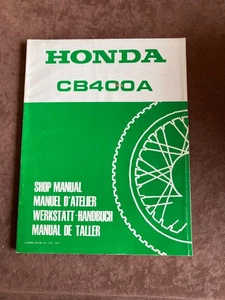 HONDA
CB400A
SHOP MANUAL
MANUEL D'ATELIER
WERKSTATT-HANDBUCH
MANUAL DE TALLER